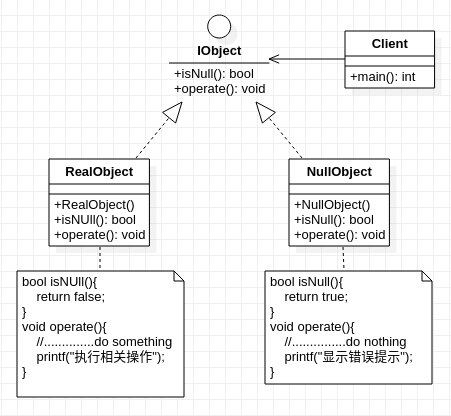 IObject
+isNull(): bool
+operate(): void
Client
+main(): int
RealObject
+RealObject()
+isNUll(): bool
+operate(): void
NullObject
+NullObject()
+isNull(): bool
+operate(): void
bool isNUll(){
return false;
}
void operate(){
//..............do something
printf("执行相关操作");
}
bool isNull(){
return true;
}
void operate(){
//...............do nothing
printf("显示错误提示");
}